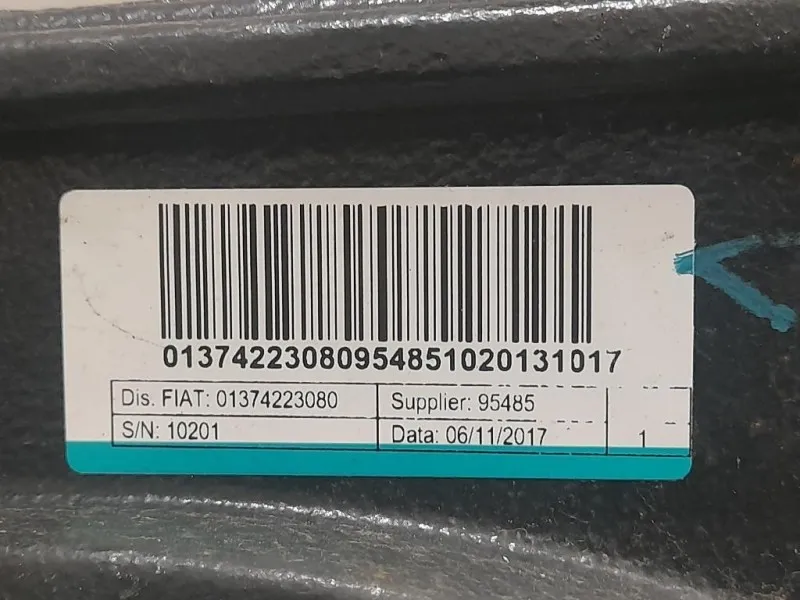 01374223080954851020131017
Dis. FIAT: 01374223080 Supplier: 95485
S/N: 10201 Data: 06/11/2017 1